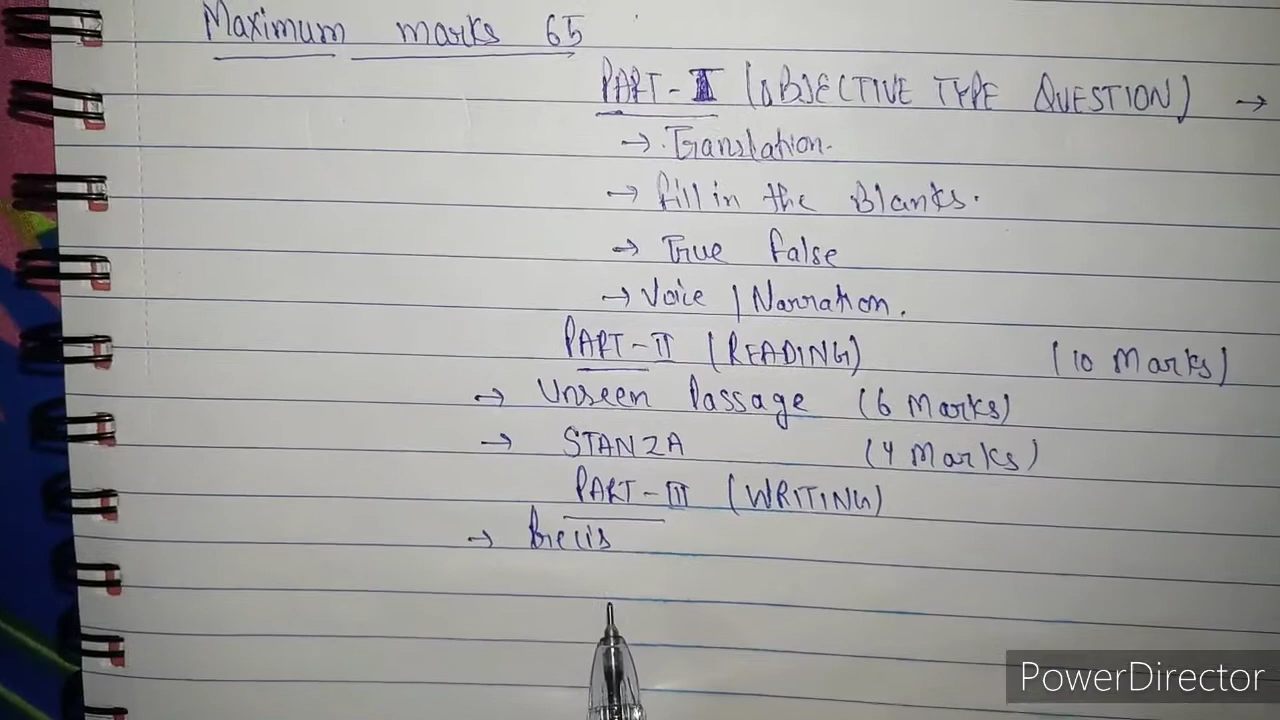 Maximum marks 65
PART-I (OBJECTIVE TYPE QUESTION) →
→ Translation.
→ fill in the Blanks.
→ True false
→ Voice | Narration.
PART-II (READING) (10 Marks)
→ Unseen Passage (6 Marks)
→ STANZA (4 Marks)
PART-III (WRITING)
→ Precis
PowerDirector